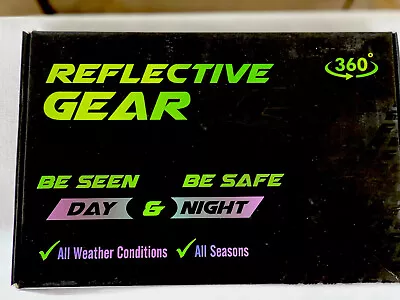 REFLECTIVE
GEAR
360°
BE SEEN BE SAFE
DAY & NIGHT
✓All Weather Conditions ✓All Seasons